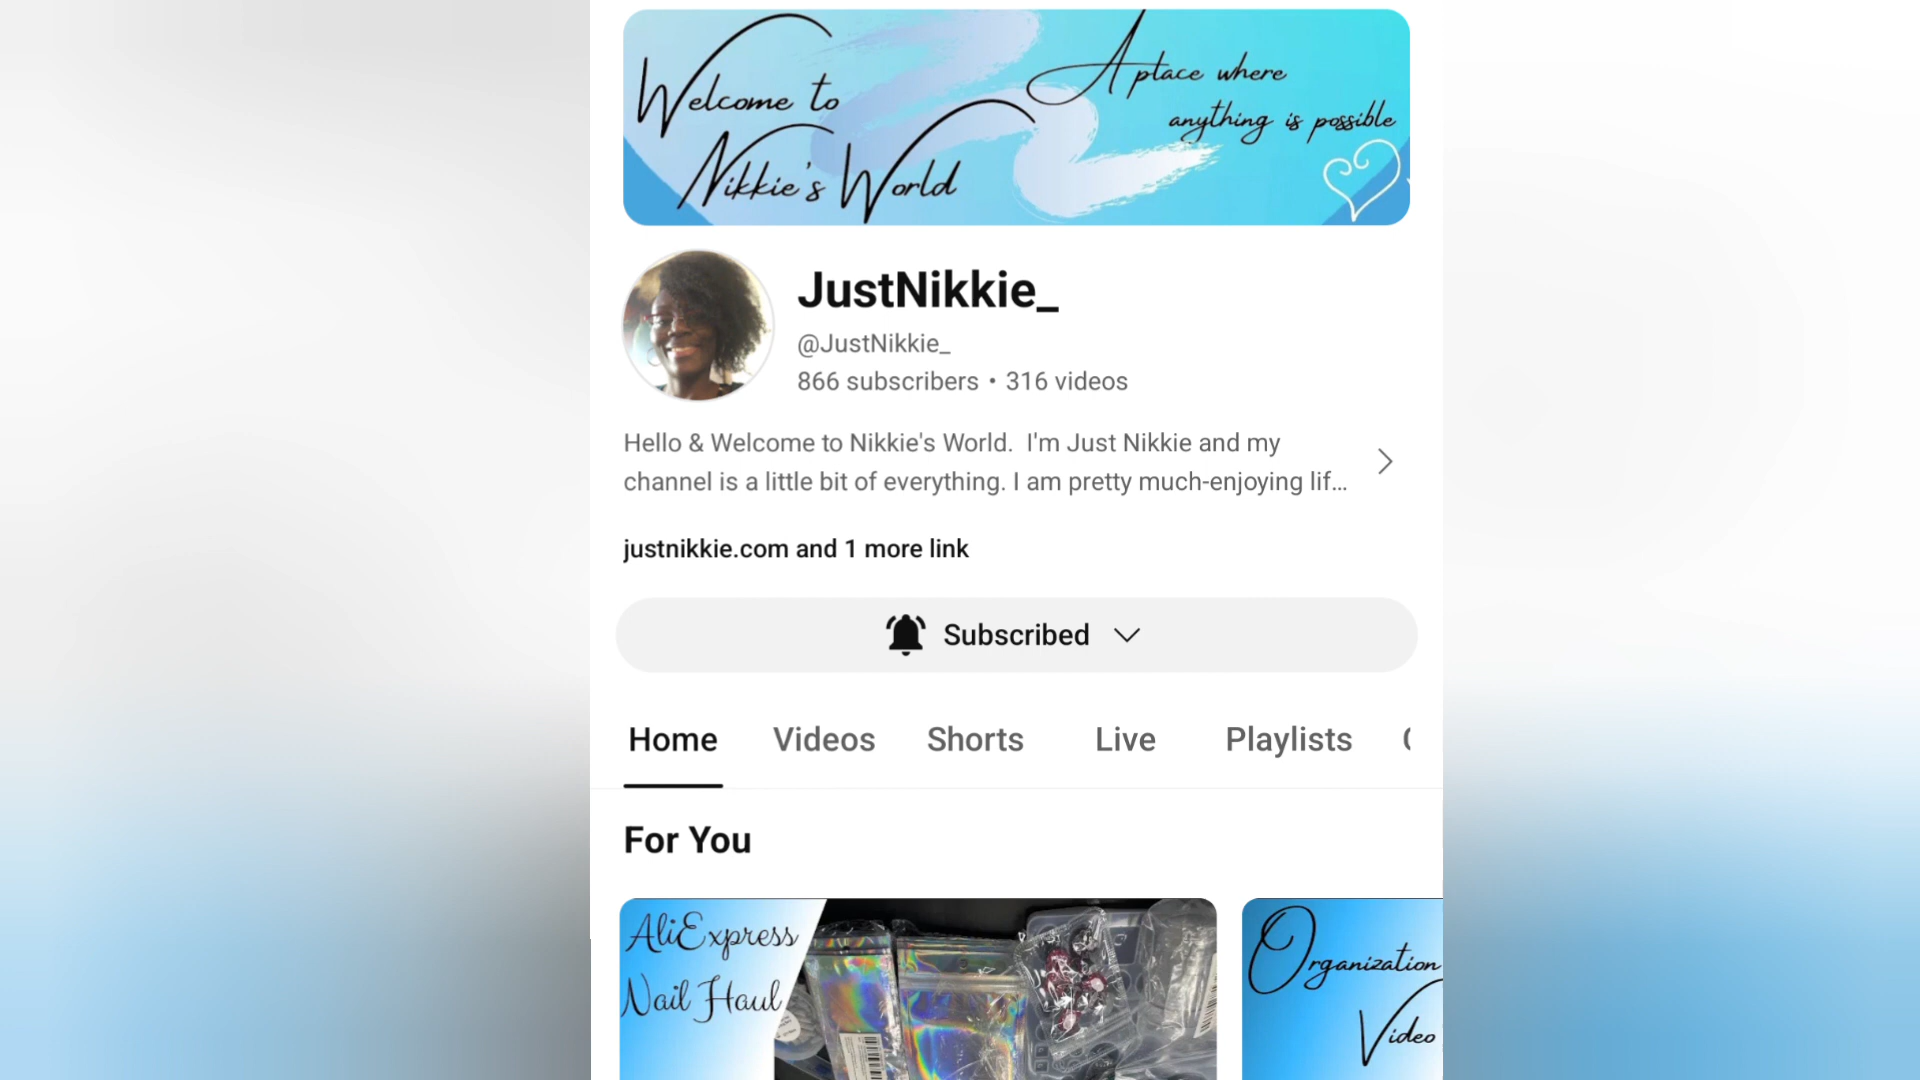 Welcome to
Nikkie's World
A place where
anything is possible
JustNikkie_
@JustNikkie_
866 subscribers • 316 videos
Hello & Welcome to Nikkie's World.  I'm Just Nikkie and my
channel is a little bit of everything. I am pretty much-enjoying lif...
justnikkie.com and 1 more link
Subscribed
Home Videos Shorts Live Playlists
For You
AliExpress
Nail Haul
Organization
Video